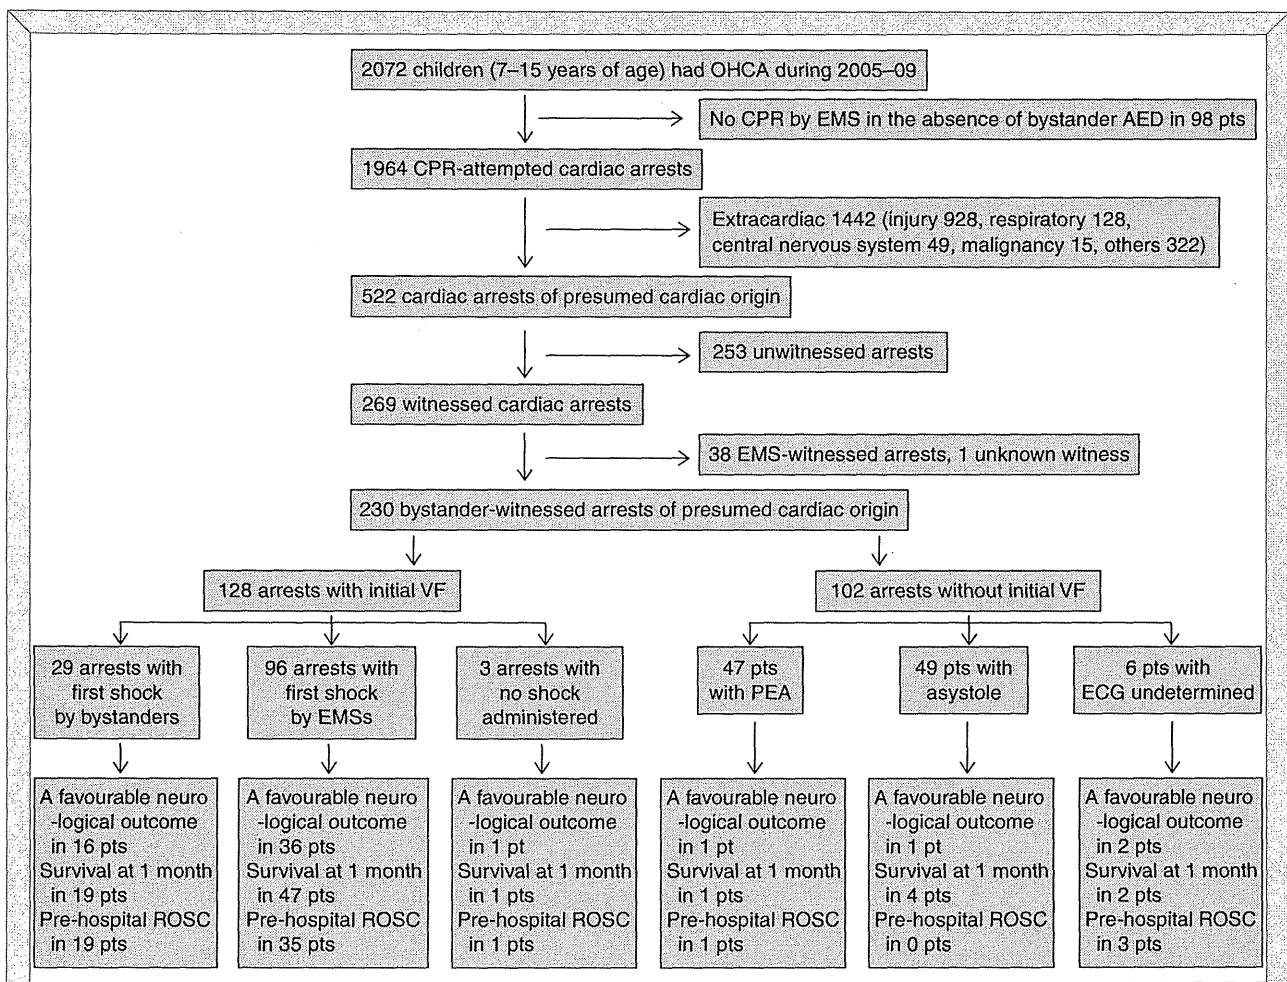 2072 children (7–15 years of age) had OHCA during 2005–09
No CPR by EMS in the absence of bystander AED in 98 pts
1964 CPR-attempted cardiac arrests
Extracardiac 1442 (injury 928, respiratory 128,
central nervous system 49, malignancy 15, others 322)
522 cardiac arrests of presumed cardiac origin
253 unwitnessed arrests
269 witnessed cardiac arrests
38 EMS-witnessed arrests, 1 unknown witness
230 bystander-witnessed arrests of presumed cardiac origin
128 arrests with initial VF
102 arrests without initial VF
29 arrests with
first shock
by bystanders
96 arrests with
first shock
by EMSs
3 arrests with
no shock
administered
47 pts
with PEA
49 pts with
asystole
6 pts with
ECG undetermined
A favourable neuro
-logical outcome
in 16 pts
Survival at 1 month
in 19 pts
Pre-hospital ROSC
in 19 pts
A favourable neuro
-logical outcome
in 36 pts
Survival at 1 month
in 47 pts
Pre-hospital ROSC
in 35 pts
A favourable neuro
-logical outcome
in 1 pt
Survival at 1 month
in 1 pts
Pre-hospital ROSC
in 1 pts
A favourable neuro
-logical outcome
in 1 pt
Survival at 1 month
in 1 pts
Pre-hospital ROSC
in 1 pts
A favourable neuro
-logical outcome
in 1 pt
Survival at 1 month
in 4 pts
Pre-hospital ROSC
in 0 pts
A favourable neuro
-logical outcome
in 2 pts
Survival at 1 month
in 2 pts
Pre-hospital ROSC
in 3 pts